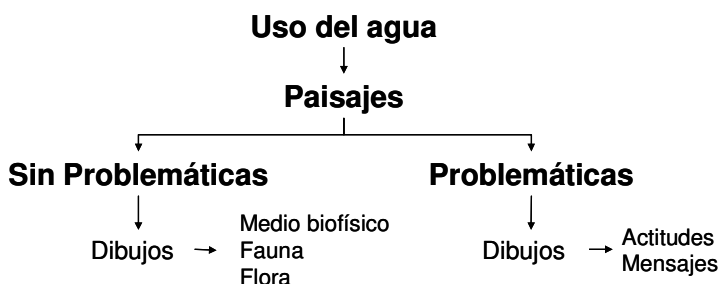 Uso del agua
Paisajes
Sin Problemáticas
Problemáticas
Dibujos
Medio biofísico
Fauna
Flora
Dibujos
Actitudes
Mensajes